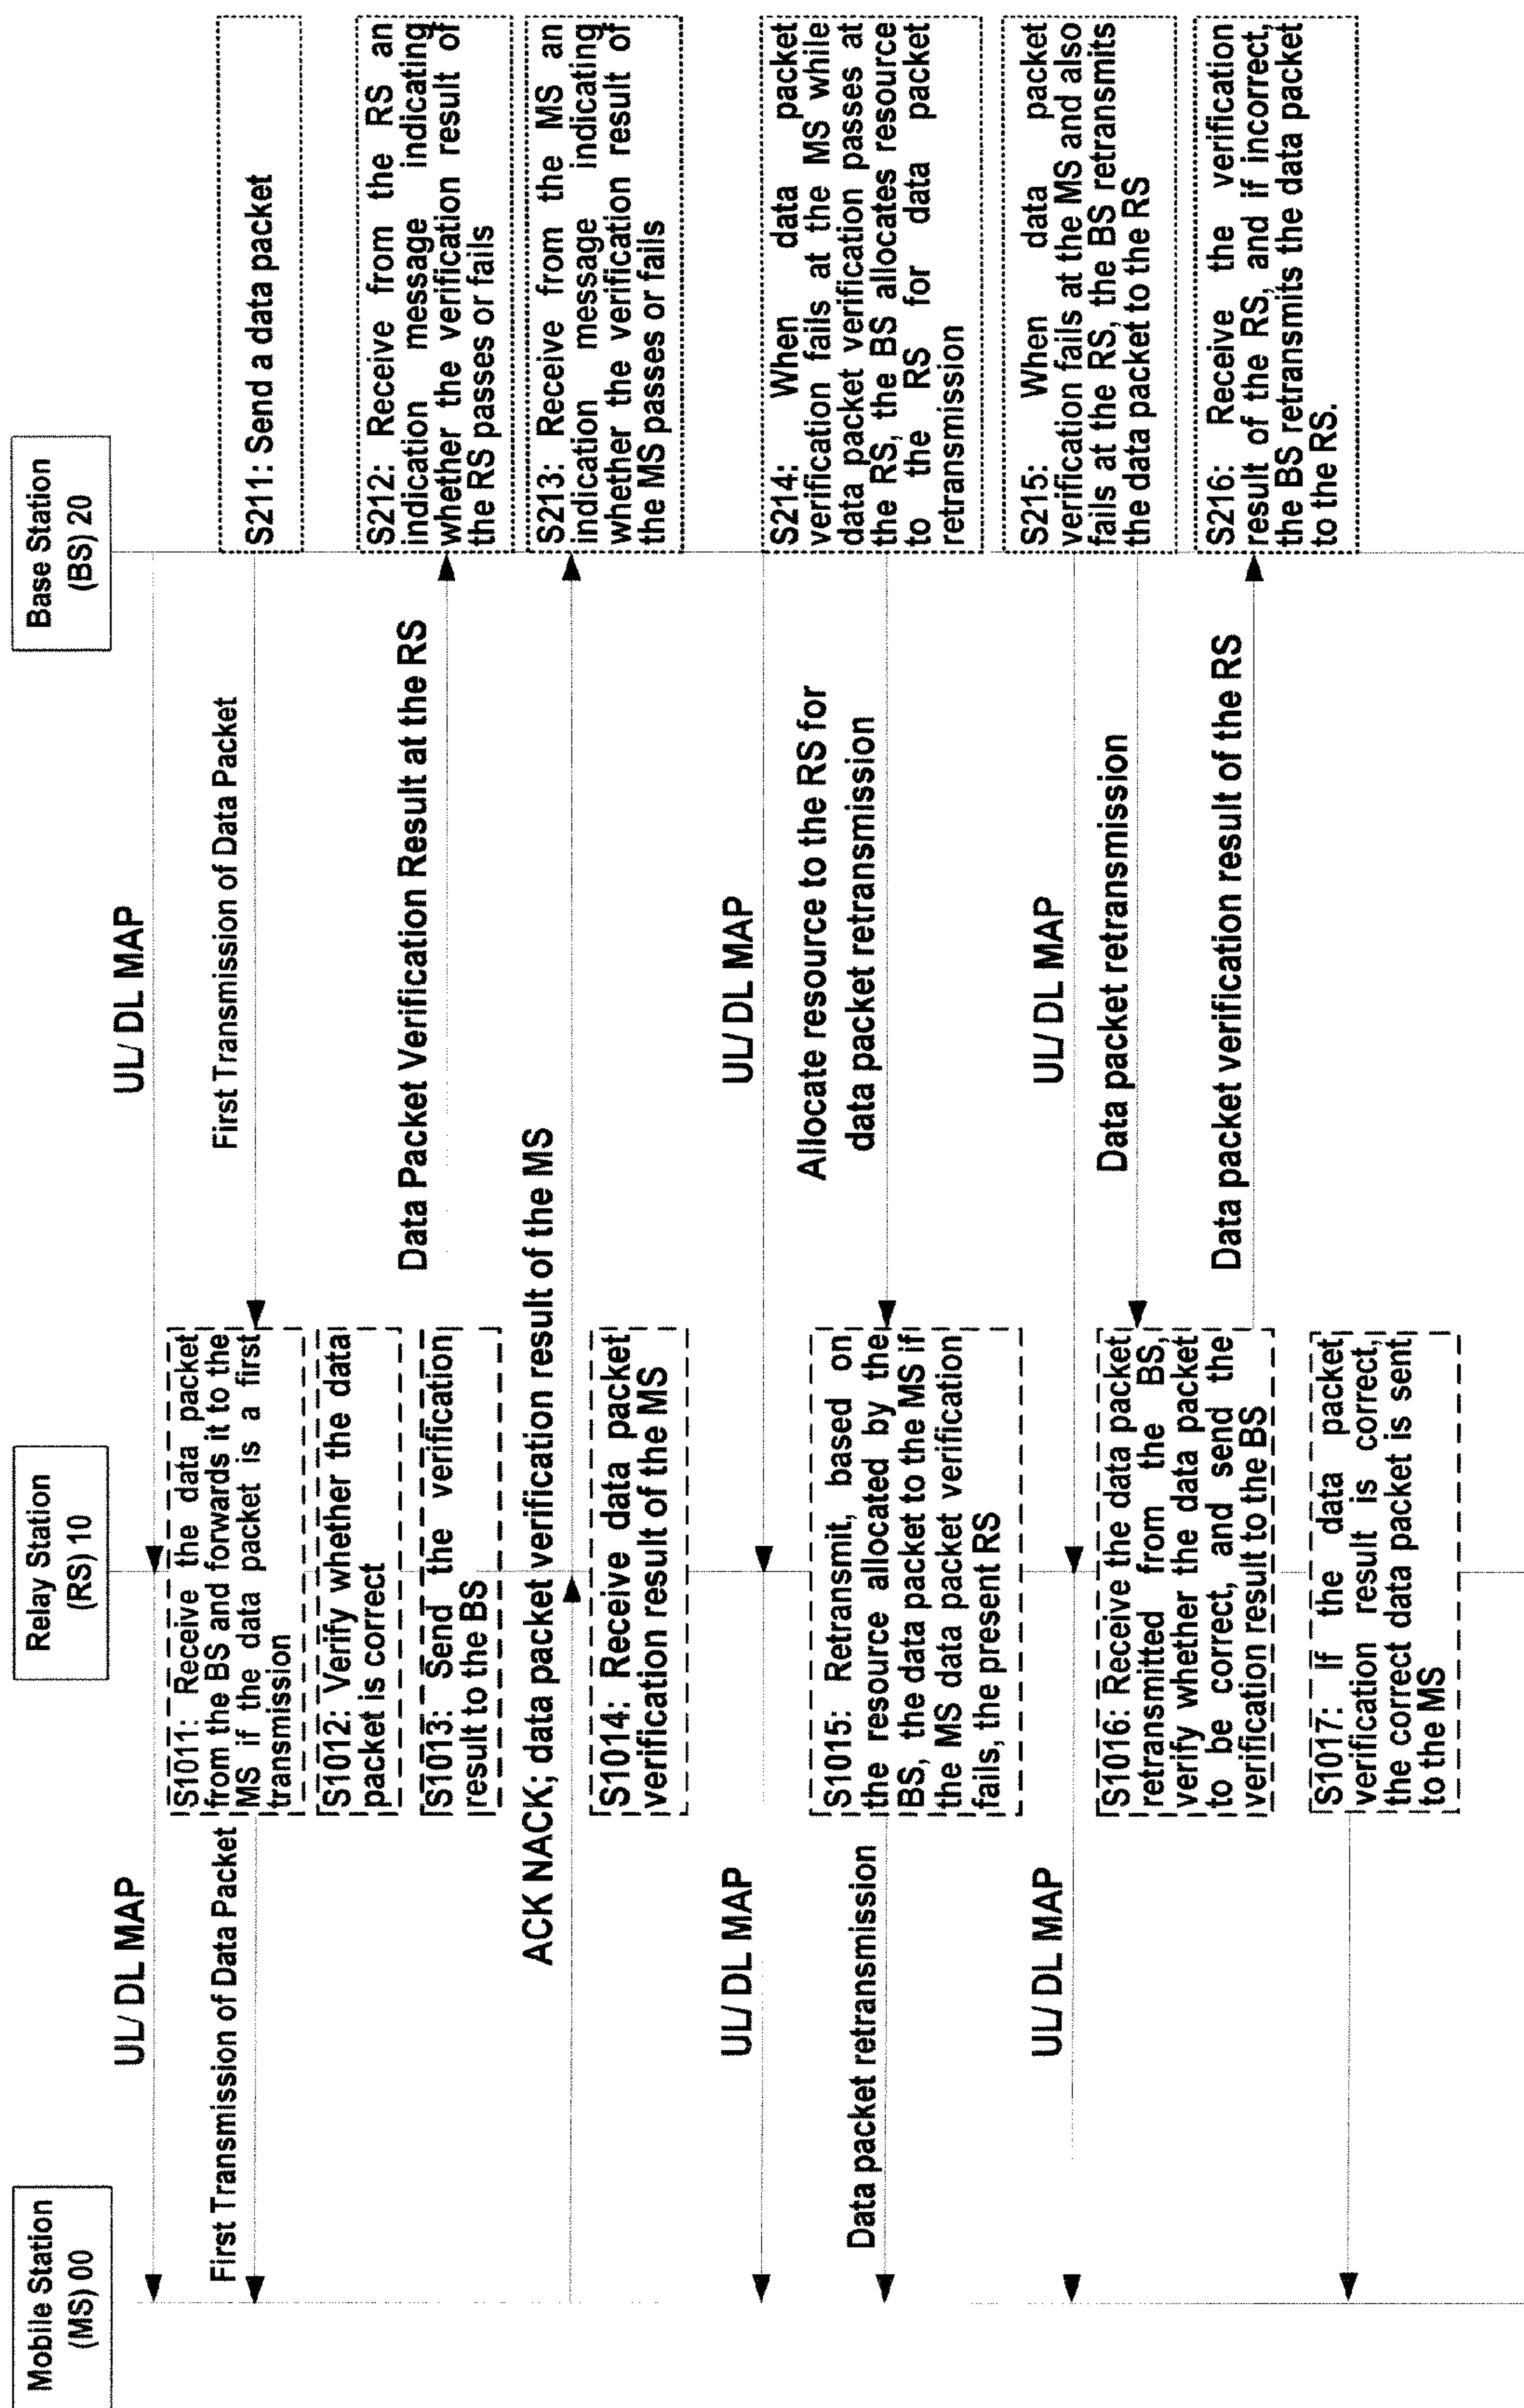 Mobile Station
(MS) 00
Relay Station
(RS) 10
Base Station
(BS) 20
UL/ DL MAP
UL/ DL MAP
First Transmission of Data Packet
S1011: Receive the data packet
from the BS and forwards it to the
MS if the data packet is a first
transmission
First Transmission of Data Packet
S211: Send a data packet
S1012: Verify whether the data
packet is correct
S1013: Send the verification
result to the BS
Data Packet Verification Result at the RS
S212: Receive from the RS an
indication message indicating
whether the verification result of
the RS passes or fails
ACK NACK; data packet verification result of the MS
S213: Receive from the MS an
indication message indicating
whether the verification result of
the MS passes or fails
S1014: Receive data packet
verification result of the MS
UL/ DL MAP
UL/ DL MAP
S214: When data packet
verification fails at the MS while
data packet verification passes at
the RS, the BS allocates resource
to the RS for data packet
retransmission
Allocate resource to the RS for
data packet retransmission
S1015: Retransmit, based on
the resource allocated by the
BS, the data packet to the MS if
the MS data packet verification
fails, the present RS
Data packet retransmission
UL/ DL MAP
UL/ DL MAP
S215: When data packet
verification fails at the MS and also
fails at the RS, the BS retransmits
the data packet to the RS
Data packet retransmission
S1016: Receive the data packet
retransmitted from the BS,
verify whether the data packet
to be correct, and send the
verification result to the BS
Data packet verification result of the RS
S216: Receive the verification
result of the RS, and if incorrect,
the BS retransmits the data packet
to the RS.
S1017: If the data packet
verification result is correct,
the correct data packet is sent
to the MS